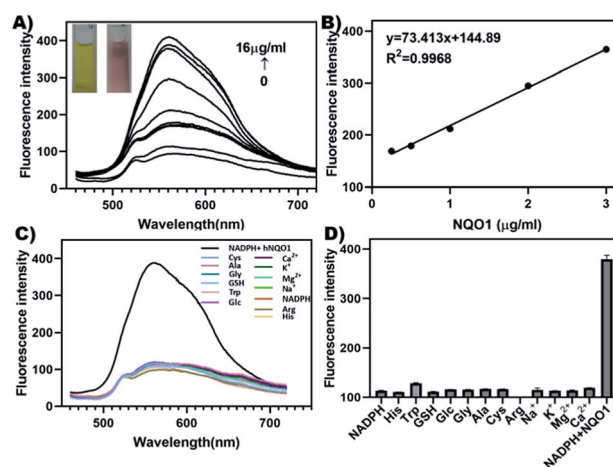 A)
Fluorescence intensity
500
400
300
200
100
0
16μg/ml
↑
0
500
600
700
Wavelength(nm)
B)
Fluorescence intensity
400
300
200
100
y=73.413x+144.89
R²=0.9968
0
1
2
3
NQO1 (μg/ml)
C)
Fluorescence intensity
500
400
300
200
100
0
NADPH+ hNQO1
Cys
Ala
Gly
GSH
Trp
Glc
Ca²⁺
K⁺
Mg²⁺
Na⁺
NADPH
Arg
His
500
600
700
Wavelength(nm)
D)
Fluorescence intensity
400
300
200
100
NADPH
His
Trp
GSH
Glc
Gly
Ala
Cys
Arg
Na⁺
K⁺
Mg²⁺
Ca²⁺
NADPH+NQO1